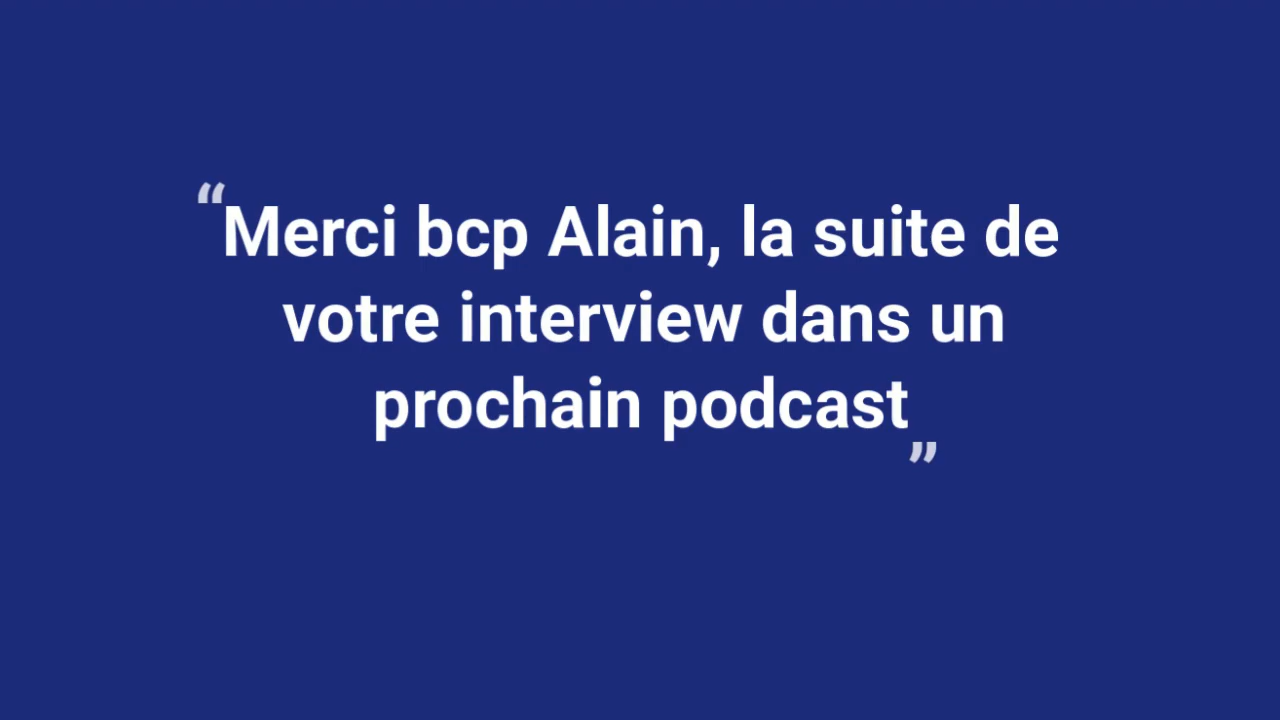 “Merci bcp Alain, la suite de
votre interview dans un
prochain podcast”